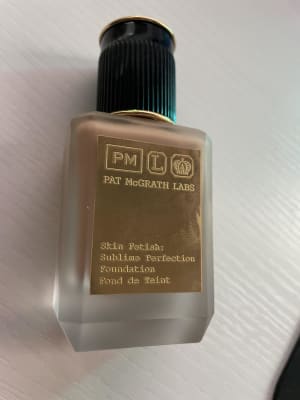 PM L
PAT McGRATH LABS
Skin Fetish:
Sublime Perfection
Foundation
Fond de Teint